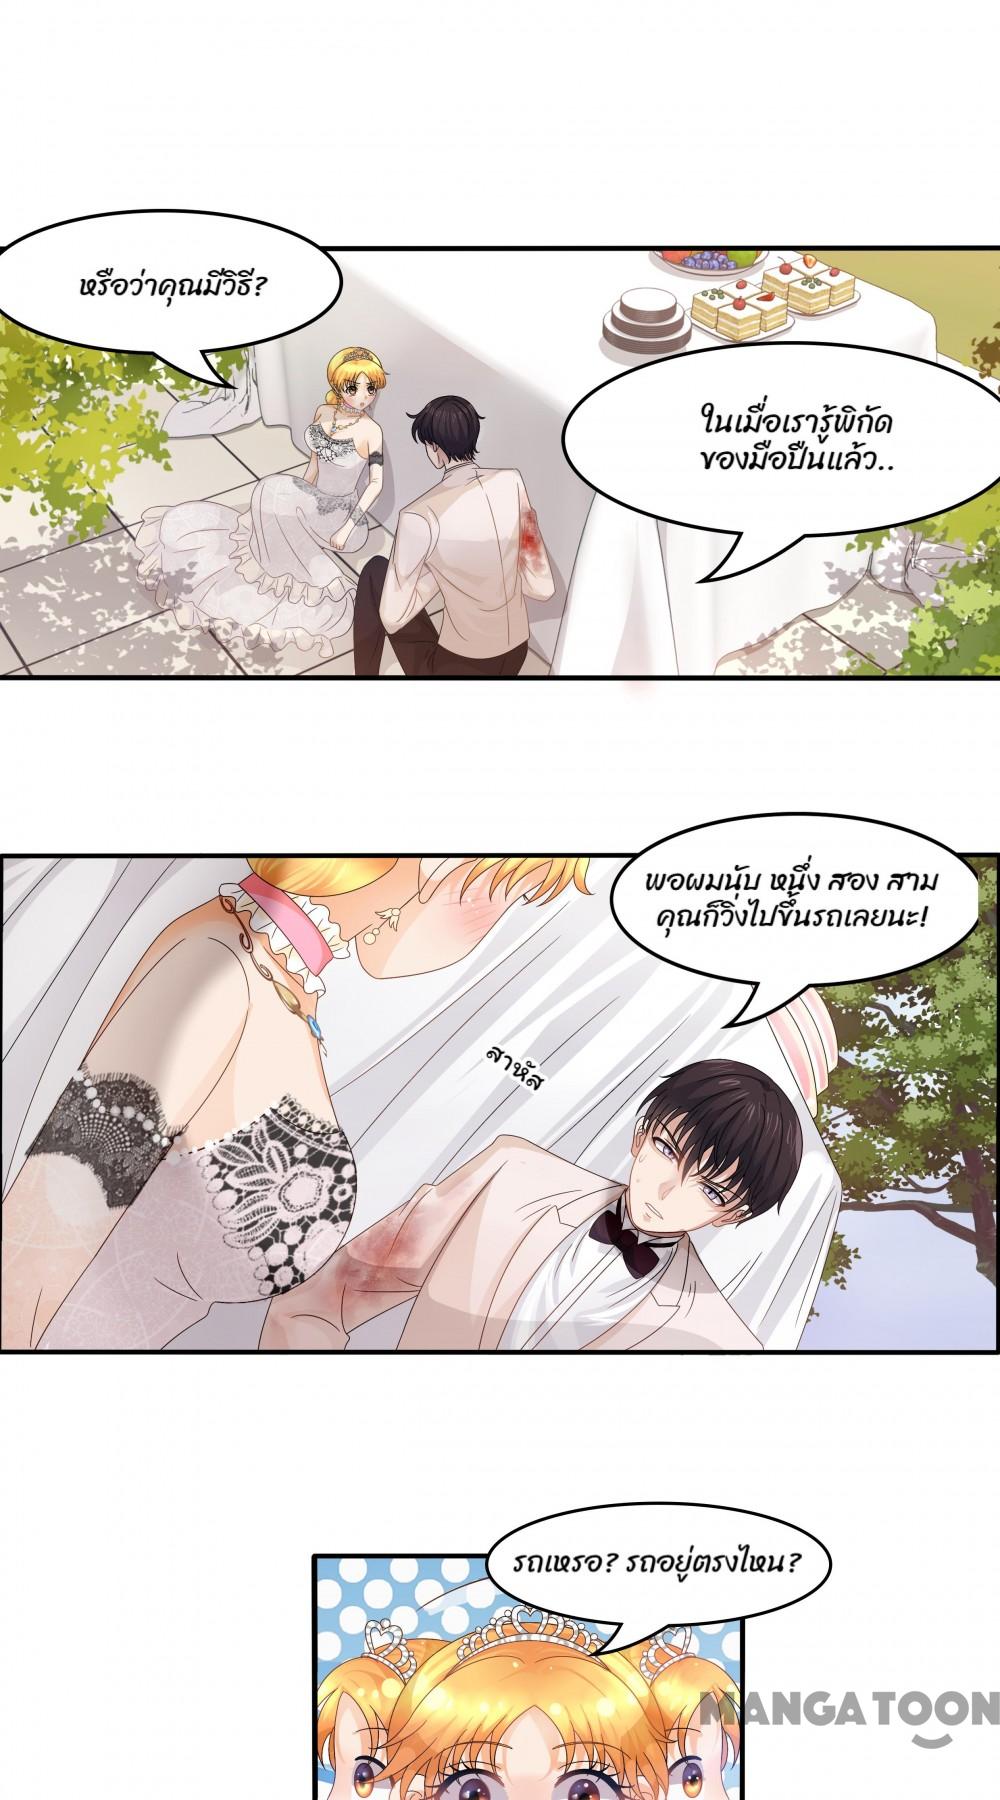 หรือว่าคุณมีวิธี?
ในเมื่อเรารู้พิกัด
ของมือปืนแล้ว..
พอผมนับ หนึ่ง สอง สาม
คุณก็วิ่งไปขึ้นรถเลยนะ!
สาหัส
รถเหรอ? รถอยู่ตรงไหน?
MANGATOON